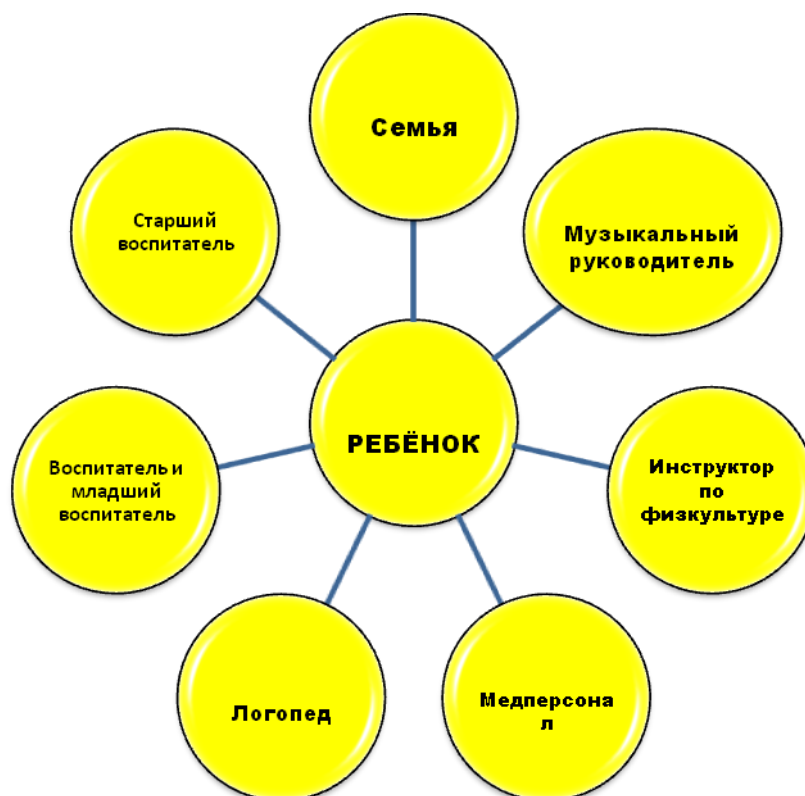 Семья
Старший
воспитатель
Музыкальный
руководитель
РЕБЁНОК
Воспитатель и
младший
воспитатель
Инструктор
по
физкультуре
Логопед
Медперсона
л